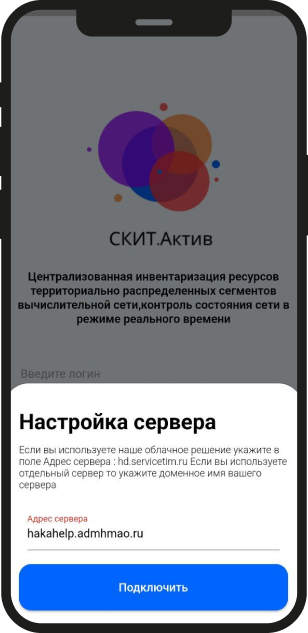 СКИТ.Актив
Централизованная инвентаризация ресурсов
территориально распределенных сегментов
вычислительной сети,контроль состояния сети в
режиме реального времени
Введите логин
Настройка сервера
Если вы используете наше облачное решение укажите в
поле Адрес сервера : hd.servicetim.ru Если вы используете
отдельный сервер то укажите доменное имя вашего
сервера
Адрес сервера
hakahelp.admhmao.ru
Подключить